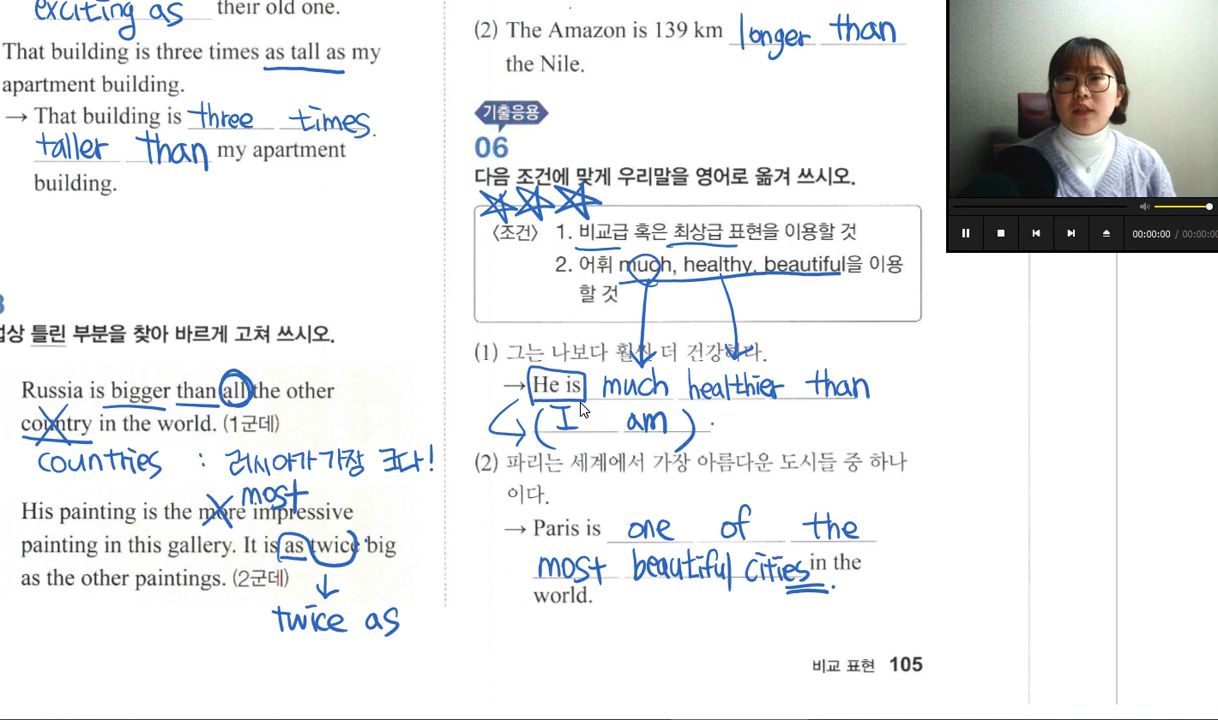 exciting as their old one.
That building is three times as tall as my
apartment building.
→ That building is three times
taller than my apartment
building.
틀린 부분을 찾아 바르게 고쳐 쓰시오.
Russia is bigger than all the other
country in the world. (1군데)
countries : 러시아가 가장 크다!
most
His painting is the more impressive
painting in this gallery. It is as twice big
as the other paintings. (2군데)
twice as
(2) The Amazon is 139 km longer than
the Nile.
기출응용
06
다음 조건에 맞게 우리말을 영어로 옮겨 쓰시오.
〈조건〉 1. 비교급 혹은 최상급 표현을 이용할 것
2. 어휘 much, healthy, beautiful을 이용
할 것
(1) 그는 나보다 훨씬 더 건강하다.
→ He is much healthier than
( I am ) .
(2) 파리는 세계에서 가장 아름다운 도시들 중 하나
이다.
→ Paris is one of the
most beautiful cities in the
world.
비교 표현 105
00:00:00 / 00:00:00